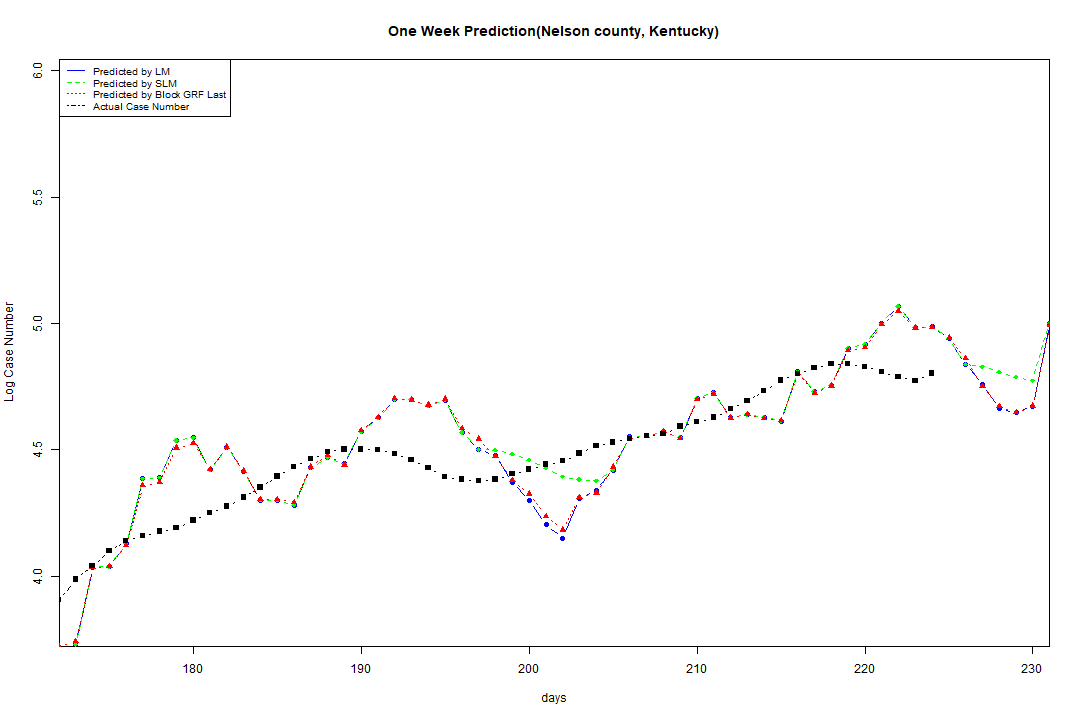 One Week Prediction(Nelson county, Kentucky)
Predicted by LM
Predicted by SLM
Predicted by Block GRF Last
Actual Case Number
6.0
5.5
5.0
4.5
4.0
Log Case Number
180 190 200 210 220 230
days